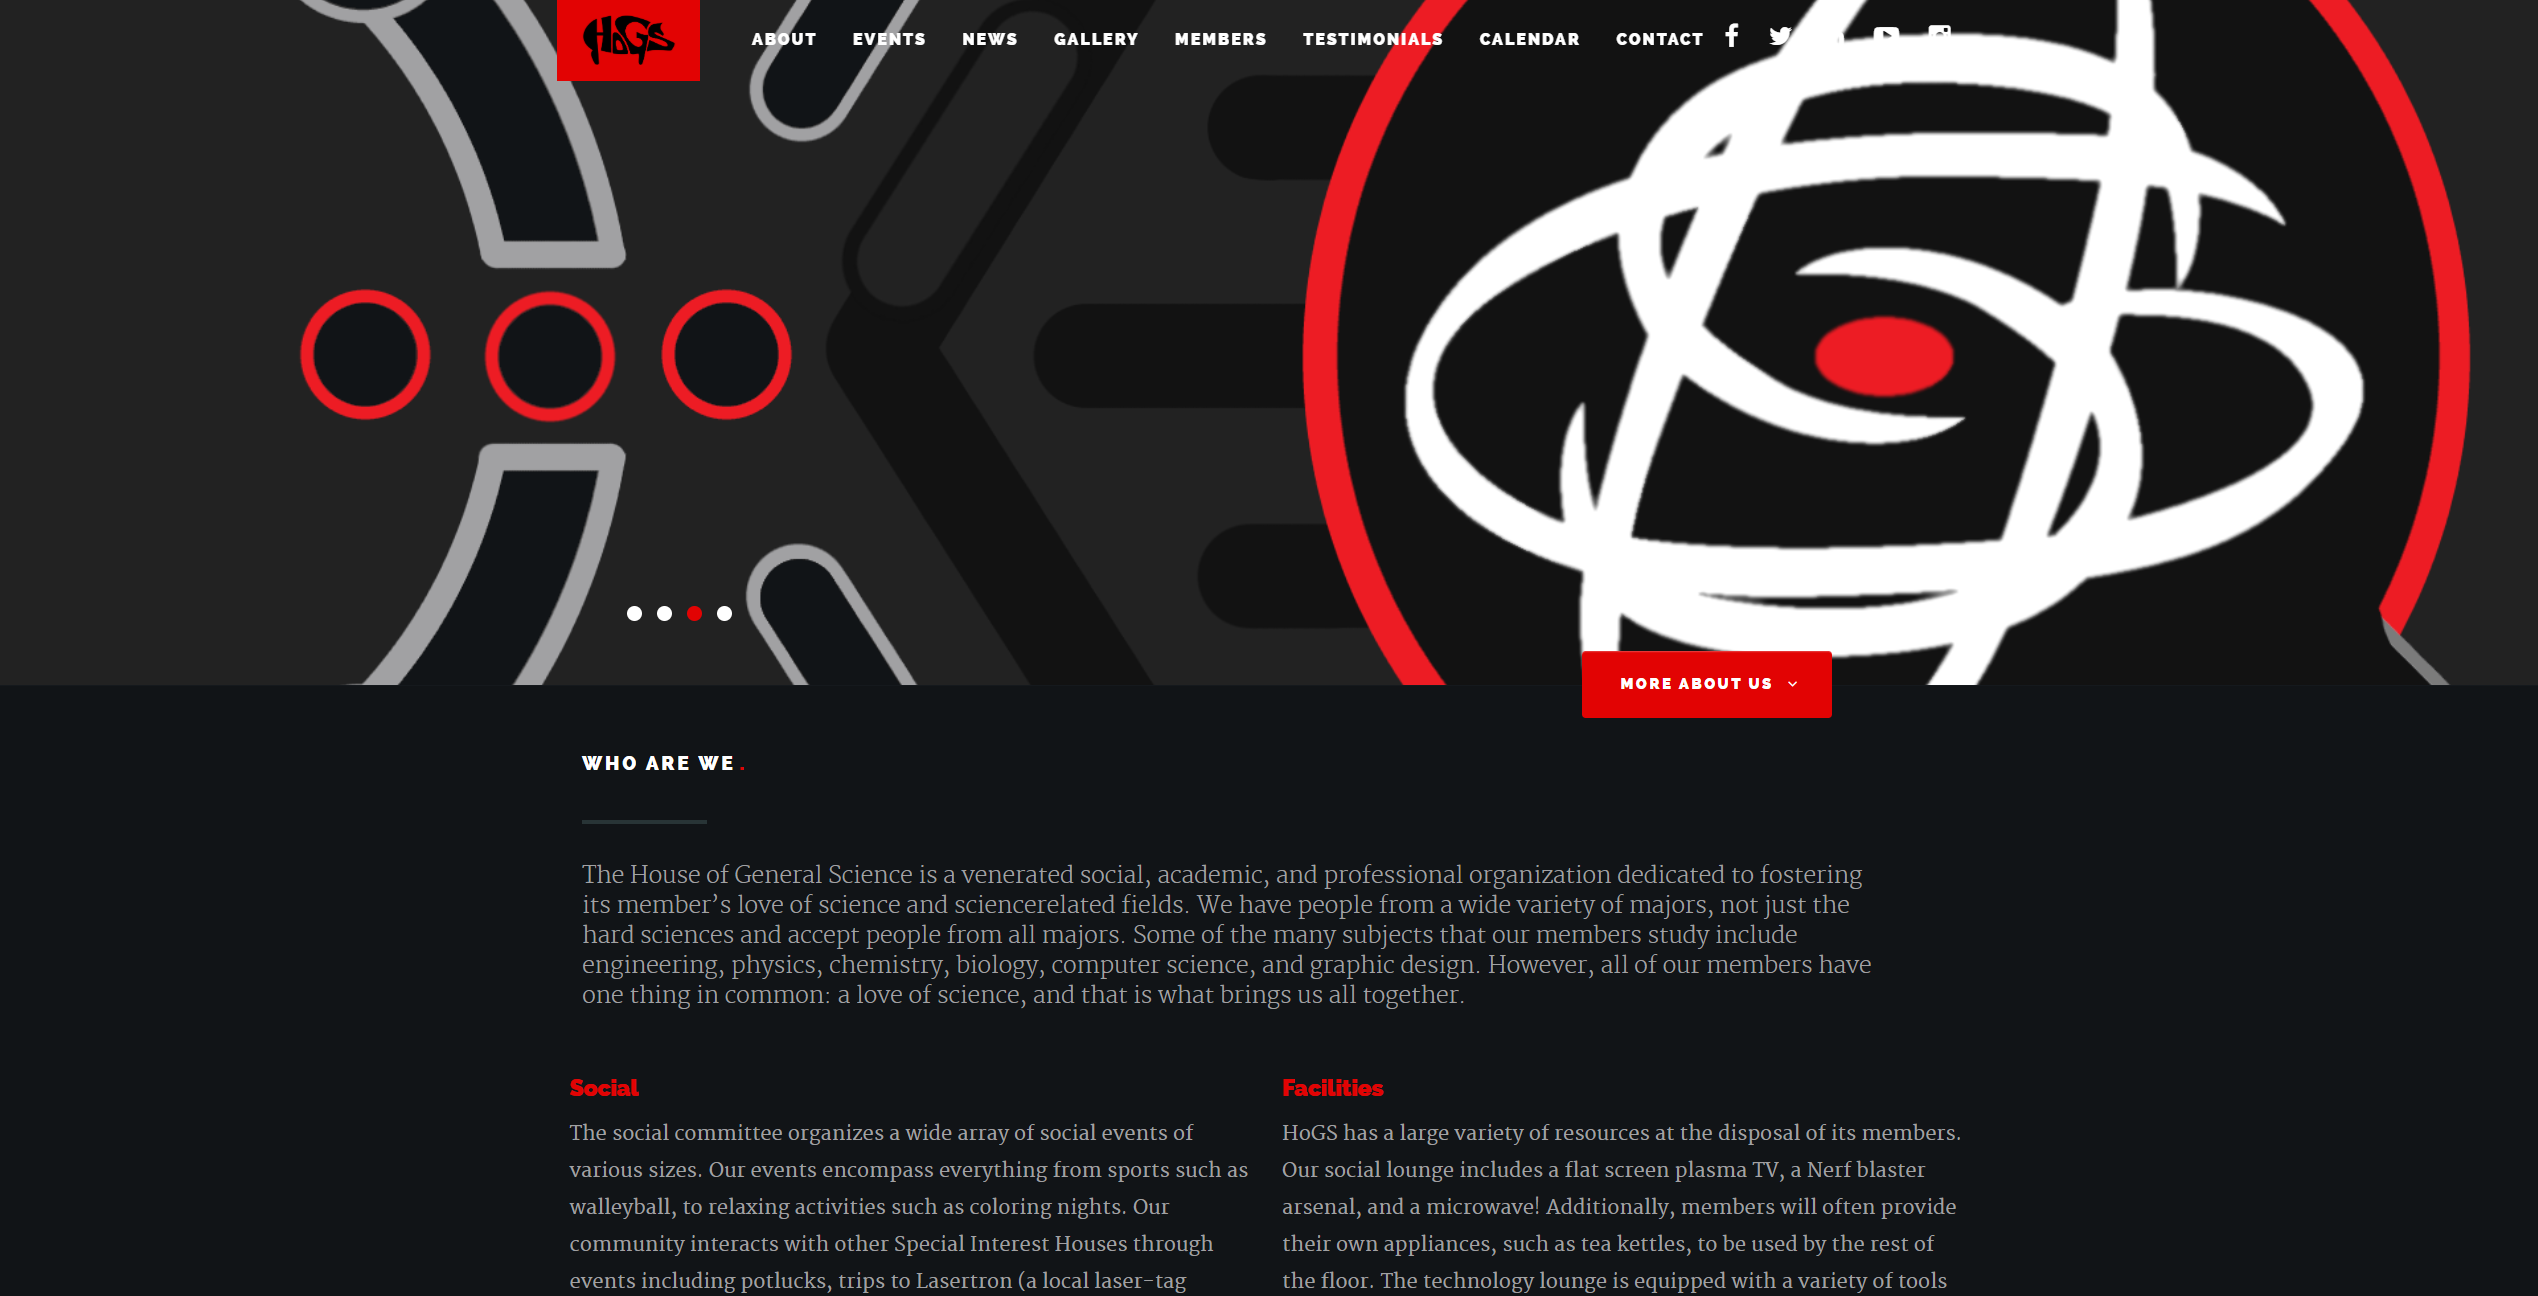 HOGS
ABOUT EVENTS NEWS GALLERY MEMBERS TESTIMONIALS CALENDAR CONTACT
MORE ABOUT US
WHO ARE WE.
The House of General Science is a venerated social, academic, and professional organization dedicated to fostering
its member’s love of science and sciencerelated fields. We have people from a wide variety of majors, not just the
hard sciences and accept people from all majors. Some of the many subjects that our members study include
engineering, physics, chemistry, biology, computer science, and graphic design. However, all of our members have
one thing in common: a love of science, and that is what brings us all together.
Social
The social committee organizes a wide array of social events of
various sizes. Our events encompass everything from sports such as
walleyball, to relaxing activities such as coloring nights. Our
community interacts with other Special Interest Houses through
events including potlucks, trips to Lasertron (a local laser-tag
Facilities
HoGS has a large variety of resources at the disposal of its members.
Our social lounge includes a flat screen plasma TV, a Nerf blaster
arsenal, and a microwave! Additionally, members will often provide
their own appliances, such as tea kettles, to be used by the rest of
the floor. The technology lounge is equipped with a variety of tools